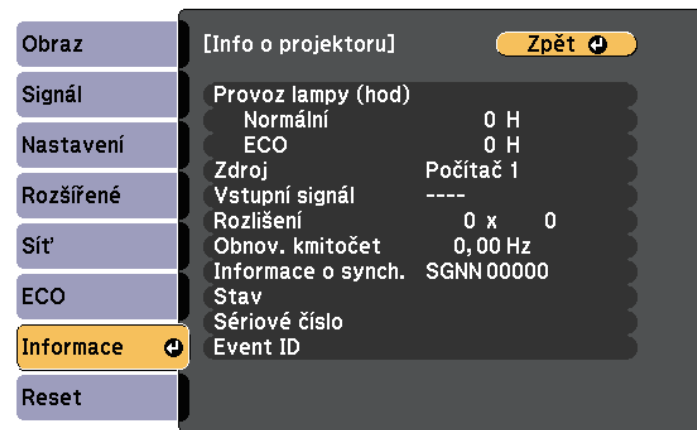 Obraz
Signál
Nastavení
Rozšířené
Síť
ECO
Informace
Reset
[Info o projektoru] Zpět
Provoz lampy (hod)
Normální 0 H
ECO 0 H
Zdroj Počítač 1
Vstupní signál ----
Rozlišení 0 x 0
Obnov. kmitočet 0,00 Hz
Informace o synch. SGNN 00000
Stav
Sériové číslo
Event ID